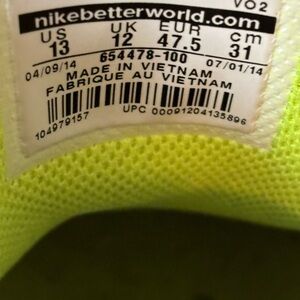 VO2
nikebetterworld.com
US UK EUR cm
13 12 47.5 31
04/09/14 654478-100 07/01/14
MADE IN VIETNAM
FABRIQUE AU VIETNAM
104979157 UPC 00091204135896